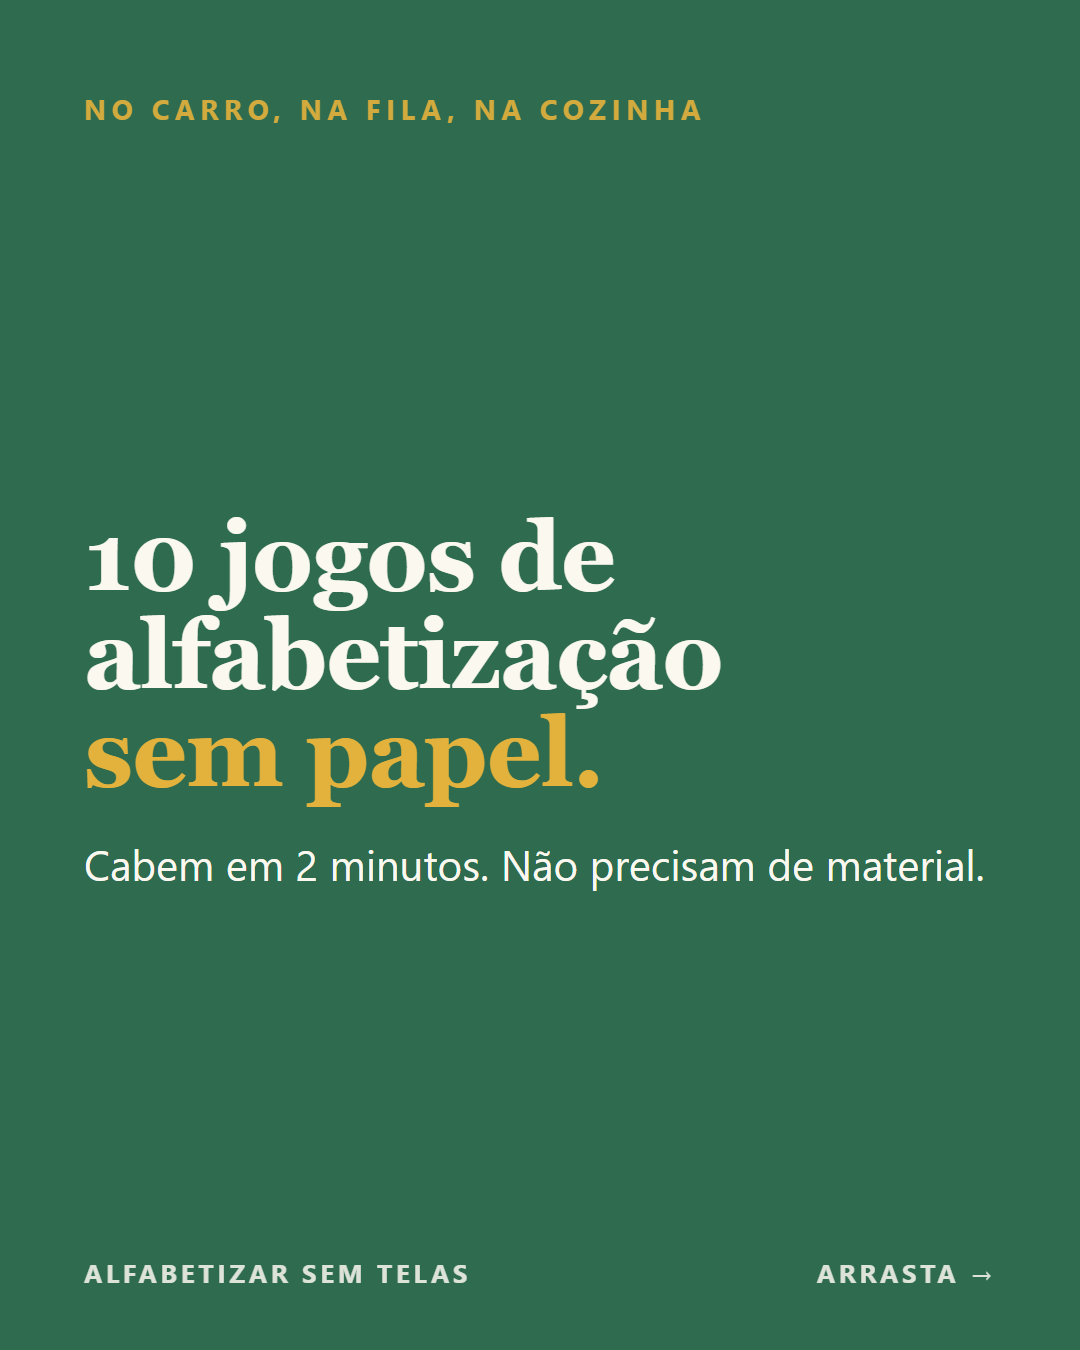 NO CARRO, NA FILA, NA COZINHA
10 jogos de
alfabetização
sem papel.
Cabem em 2 minutos. Não precisam de material.
ALFABETIZAR SEM TELAS
ARRASTA →